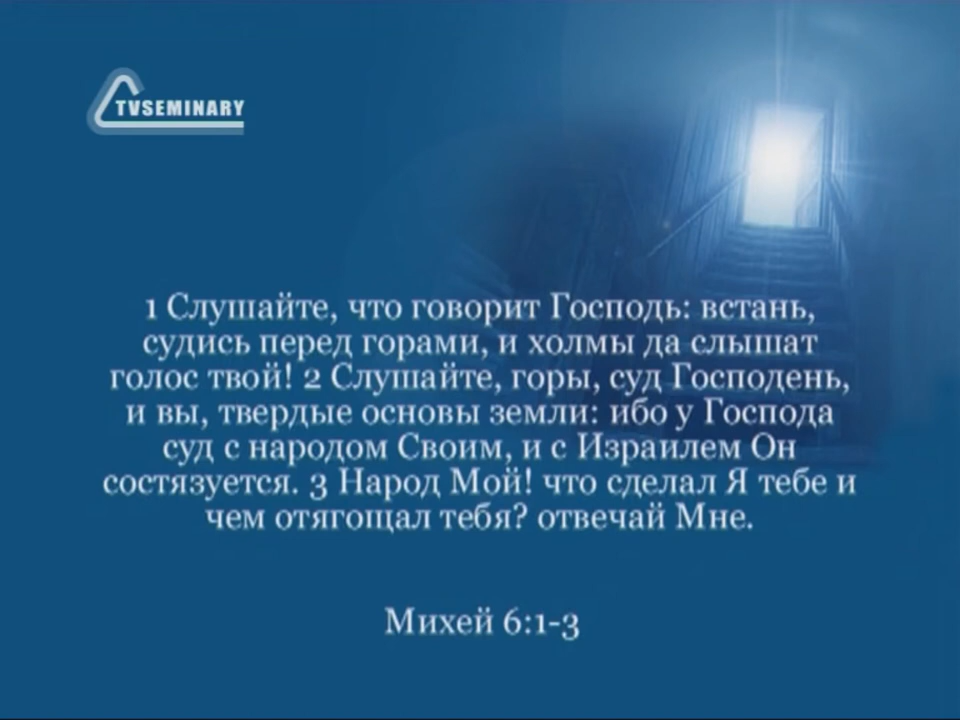 TVSEMINARY
1 Слушайте, что говорит Господь: встань,
судись перед горами, и холмы да слышат
голос твой! 2 Слушайте, горы, суд Господень,
и вы, твердые основы земли: ибо у Господа
суд с народом Своим, и с Израилем Он
состязуется. 3 Народ Мой! что сделал Я тебе и
чем отягощал тебя? отвечай Мне.
Михей 6:1-3